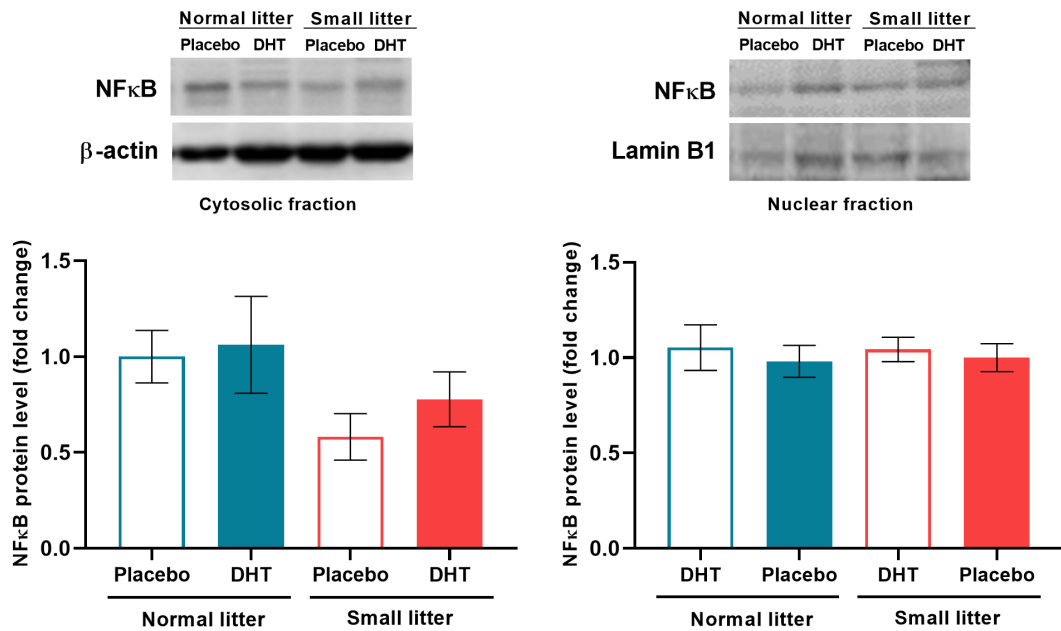 Normal litter Small litter
Placebo DHT Placebo DHT
NFκB
β-actin
Cytosolic fraction
Normal litter Small litter
Placebo DHT Placebo DHT
NFκB
Lamin B1
Nuclear fraction
NFκB protein level (fold change)
1.5
1.0
0.5
0.0
Placebo DHT Placebo DHT
Normal litter Small litter
NFκB protein level (fold change)
1.5
1.0
0.5
0.0
DHT Placebo DHT Placebo
Normal litter Small litter